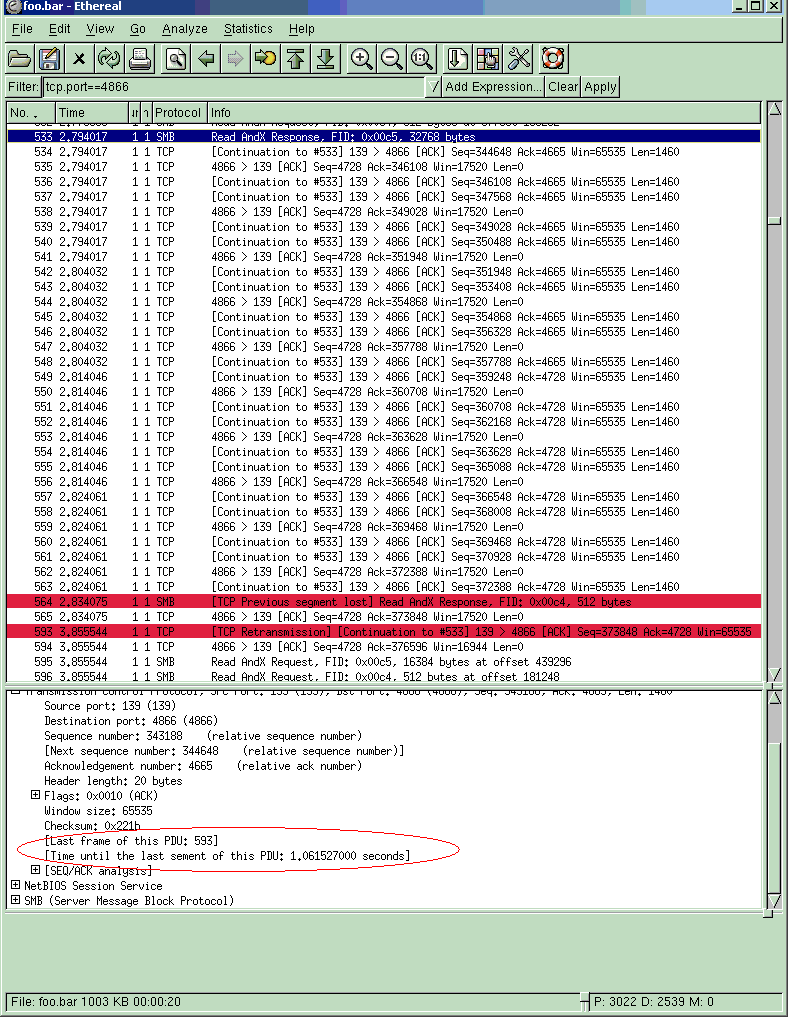 foo.bar - Ethereal
File Edit View Go Analyze Statistics Help
Filter: tcp.port==4866 Add Expression... Clear Apply
No. . Time Protocol Info
533 2.794017 1 1 SMB Read AndX Response, FID: 0x00c5, 32768 bytes
534 2.794017 1 1 TCP [Continuation to #533] 139 > 4866 [ACK] Seq=344648 Ack=4665 Win=65535 Len=1460
535 2.794017 1 1 TCP 4866 > 139 [ACK] Seq=4728 Ack=346108 Win=17520 Len=0
536 2.794017 1 1 TCP [Continuation to #533] 139 > 4866 [ACK] Seq=346108 Ack=4665 Win=65535 Len=1460
537 2.794017 1 1 TCP [Continuation to #533] 139 > 4866 [ACK] Seq=347568 Ack=4665 Win=65535 Len=1460
538 2.794017 1 1 TCP 4866 > 139 [ACK] Seq=4728 Ack=349028 Win=17520 Len=0
539 2.794017 1 1 TCP [Continuation to #533] 139 > 4866 [ACK] Seq=349028 Ack=4665 Win=65535 Len=1460
540 2.794017 1 1 TCP [Continuation to #533] 139 > 4866 [ACK] Seq=350488 Ack=4665 Win=65535 Len=1460
541 2.794017 1 1 TCP 4866 > 139 [ACK] Seq=4728 Ack=351948 Win=17520 Len=0
542 2.804032 1 1 TCP [Continuation to #533] 139 > 4866 [ACK] Seq=351948 Ack=4665 Win=65535 Len=1460
543 2.804032 1 1 TCP [Continuation to #533] 139 > 4866 [ACK] Seq=353408 Ack=4665 Win=65535 Len=1460
544 2.804032 1 1 TCP 4866 > 139 [ACK] Seq=4728 Ack=354868 Win=17520 Len=0
545 2.804032 1 1 TCP [Continuation to #533] 139 > 4866 [ACK] Seq=354868 Ack=4665 Win=65535 Len=1460
546 2.804032 1 1 TCP [Continuation to #533] 139 > 4866 [ACK] Seq=356328 Ack=4665 Win=65535 Len=1460
547 2.804032 1 1 TCP 4866 > 139 [ACK] Seq=4728 Ack=357788 Win=17520 Len=0
548 2.804032 1 1 TCP [Continuation to #533] 139 > 4866 [ACK] Seq=357788 Ack=4665 Win=65535 Len=1460
549 2.814046 1 1 TCP [Continuation to #533] 139 > 4866 [ACK] Seq=359248 Ack=4728 Win=65535 Len=1460
550 2.814046 1 1 TCP 4866 > 139 [ACK] Seq=4728 Ack=360708 Win=17520 Len=0
551 2.814046 1 1 TCP [Continuation to #533] 139 > 4866 [ACK] Seq=360708 Ack=4728 Win=65535 Len=1460
552 2.814046 1 1 TCP [Continuation to #533] 139 > 4866 [ACK] Seq=362168 Ack=4728 Win=65535 Len=1460
553 2.814046 1 1 TCP 4866 > 139 [ACK] Seq=4728 Ack=363628 Win=17520 Len=0
554 2.814046 1 1 TCP [Continuation to #533] 139 > 4866 [ACK] Seq=363628 Ack=4728 Win=65535 Len=1460
555 2.814046 1 1 TCP [Continuation to #533] 139 > 4866 [ACK] Seq=365088 Ack=4728 Win=65535 Len=1460
556 2.814046 1 1 TCP 4866 > 139 [ACK] Seq=4728 Ack=366548 Win=17520 Len=0
557 2.824061 1 1 TCP [Continuation to #533] 139 > 4866 [ACK] Seq=366548 Ack=4728 Win=65535 Len=1460
558 2.824061 1 1 TCP [Continuation to #533] 139 > 4866 [ACK] Seq=368008 Ack=4728 Win=65535 Len=1460
559 2.824061 1 1 TCP 4866 > 139 [ACK] Seq=4728 Ack=369468 Win=17520 Len=0
560 2.824061 1 1 TCP [Continuation to #533] 139 > 4866 [ACK] Seq=369468 Ack=4728 Win=65535 Len=1460
561 2.824061 1 1 TCP [Continuation to #533] 139 > 4866 [ACK] Seq=370928 Ack=4728 Win=65535 Len=1460
562 2.824061 1 1 TCP 4866 > 139 [ACK] Seq=4728 Ack=372388 Win=17520 Len=0
563 2.824061 1 1 TCP [Continuation to #533] 139 > 4866 [ACK] Seq=372388 Ack=4728 Win=65535 Len=1460
564 2.834075 1 1 SMB [TCP Previous segment lost] Read AndX Response, FID: 0x00c4, 512 bytes
565 2.834075 1 1 TCP 4866 > 139 [ACK] Seq=4728 Ack=373848 Win=17520 Len=0
593 3.855544 1 1 TCP [TCP Retransmission] [Continuation to #533] 139 > 4866 [ACK] Seq=373848 Ack=4728 Win=65535
594 3.855544 1 1 TCP 4866 > 139 [ACK] Seq=4728 Ack=376596 Win=16944 Len=0
595 3.855544 1 1 SMB Read AndX Request, FID: 0x00c5, 16384 bytes at offset 439296
596 3.855544 1 1 SMB Read AndX Request, FID: 0x00c4, 512 bytes at offset 181248
Transmission Control Protocol, Src Port: 139 (139), Dst Port: 4866 (4866), Seq: 343188, Ack: 4665, Len: 1460
Source port: 139 (139)
Destination port: 4866 (4866)
Sequence number: 343188 (relative sequence number)
[Next sequence number: 344648 (relative sequence number)]
Acknowledgement number: 4665 (relative ack number)
Header length: 20 bytes
Flags: 0x0010 (ACK)
Window size: 65535
Checksum: 0x221b
[Last frame of this PDU: 593]
[Time until the last sement of this PDU: 1.061527000 seconds]
[SEQ/ACK analysis]
NetBIOS Session Service
SMB (Server Message Block Protocol)
File: foo.bar 1003 KB 00:00:20 P: 3022 D: 2539 M: 0